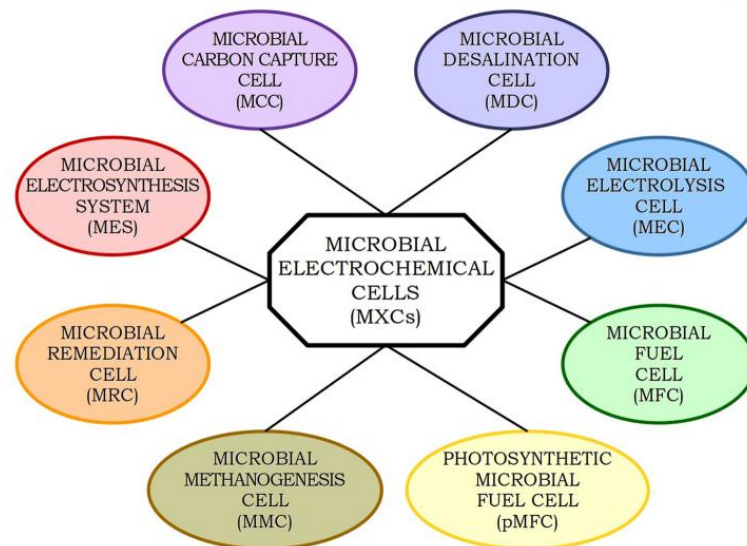 MICROBIAL
CARBON CAPTURE
CELL
(MCC)
MICROBIAL
DESALINATION
CELL
(MDC)
MICROBIAL
ELECTROSYNTHESIS
SYSTEM
(MES)
MICROBIAL
ELECTROLYSIS
CELL
(MEC)
MICROBIAL
ELECTROCHEMICAL
CELLS
(MXCs)
MICROBIAL
REMEDIATION
CELL
(MRC)
MICROBIAL
FUEL
CELL
(MFC)
MICROBIAL
METHANOGENESIS
CELL
(MMC)
PHOTOSYNTHETIC
MICROBIAL
FUEL CELL
(pMFC)